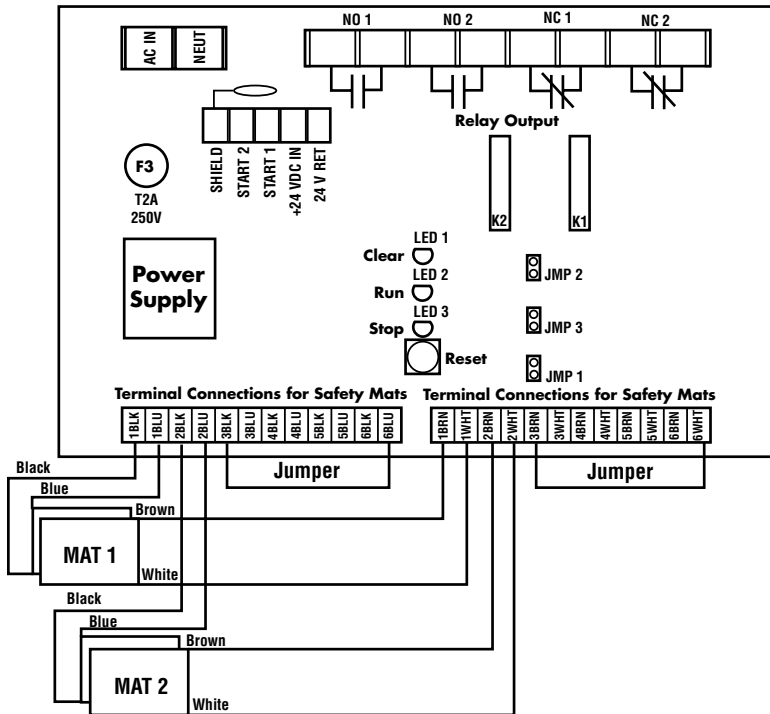 NO 1 NO 2 NC 1 NC 2
AC IN
NEUT
Relay Output
SHIELD
START 2
START 1
+24 VDC IN
24 V RET
F3
T2A
250V
K2
K1
Power
Supply
LED 1
Clear
LED 2
Run
LED 3
Stop
Reset
JMP 2
JMP 3
JMP 1
Terminal Connections for Safety Mats
Terminal Connections for Safety Mats
1BLK
1BLU
2BLK
2BLU
3BLK
3BLU
4BLK
4BLU
5BLK
5BLU
6BLK
6BLU
1BRN
1WHT
2BRN
2WHT
3BRN
3WHT
4BRN
4WHT
5BRN
5WHT
6BRN
6WHT
Jumper
Jumper
Black
Blue
Brown
MAT 1
White
Black
Blue
Brown
MAT 2
White